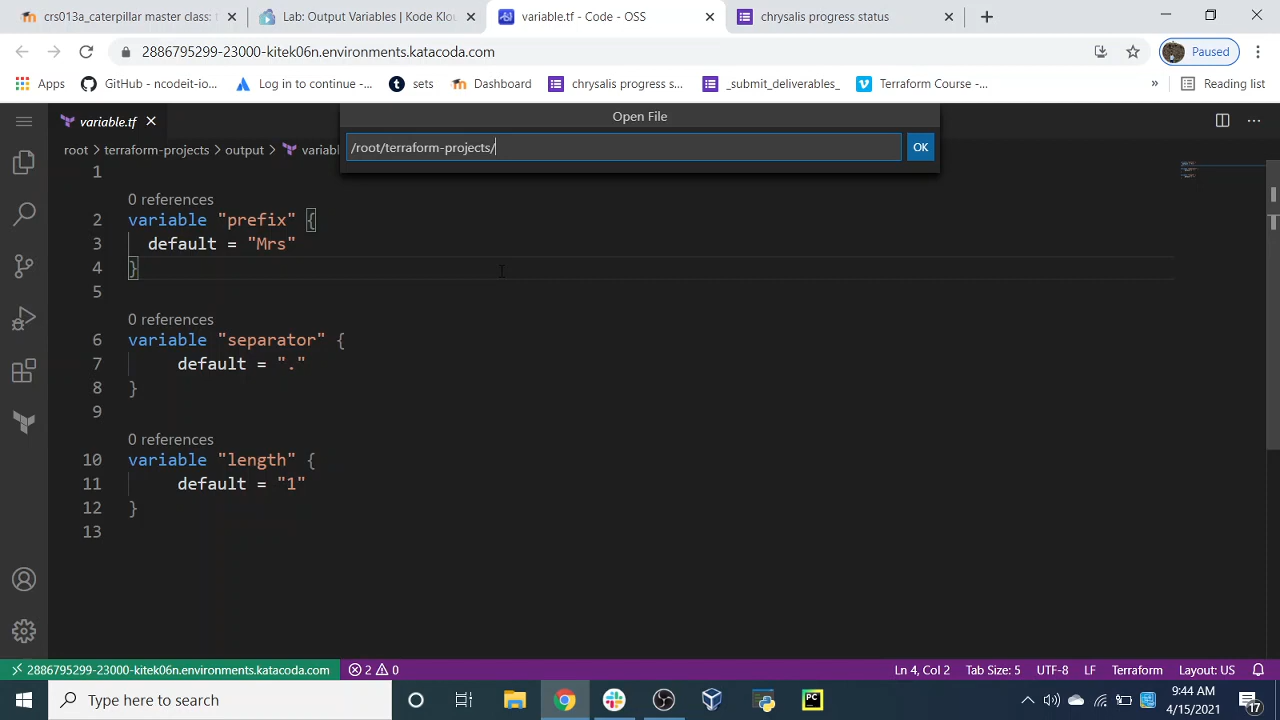 ecs013a_caterpillar master class: t
Lab: Output Variables | Kode Klou
variable.tf - Code - OSS
chrysalis progress status
2886795299-23000-kitek06n.environments.katacoda.com
Paused
Apps
GitHub - ncodeit-io...
Log in to continue -...
sets
Dashboard
chrysalis progress s...
_submit_deliverables_
Terraform Course -...
»
Reading list
variable.tf
Open File
/root/terraform-projects/
OK
root > terraform-projects > output > variabl
1
0 references
2 variable "prefix" {
3 default = "Mrs"
4 }
5
0 references
6 variable "separator" {
7 default = "."
8 }
9
0 references
10 variable "length" {
11 default = "1"
12 }
13
2886795299-23000-kitek06n.environments.katacoda.com
2 0
Ln 4, Col 2
Tab Size: 5
UTF-8
LF
Terraform
Layout: US
Type here to search
PC
9:44 AM
4/15/2021
17